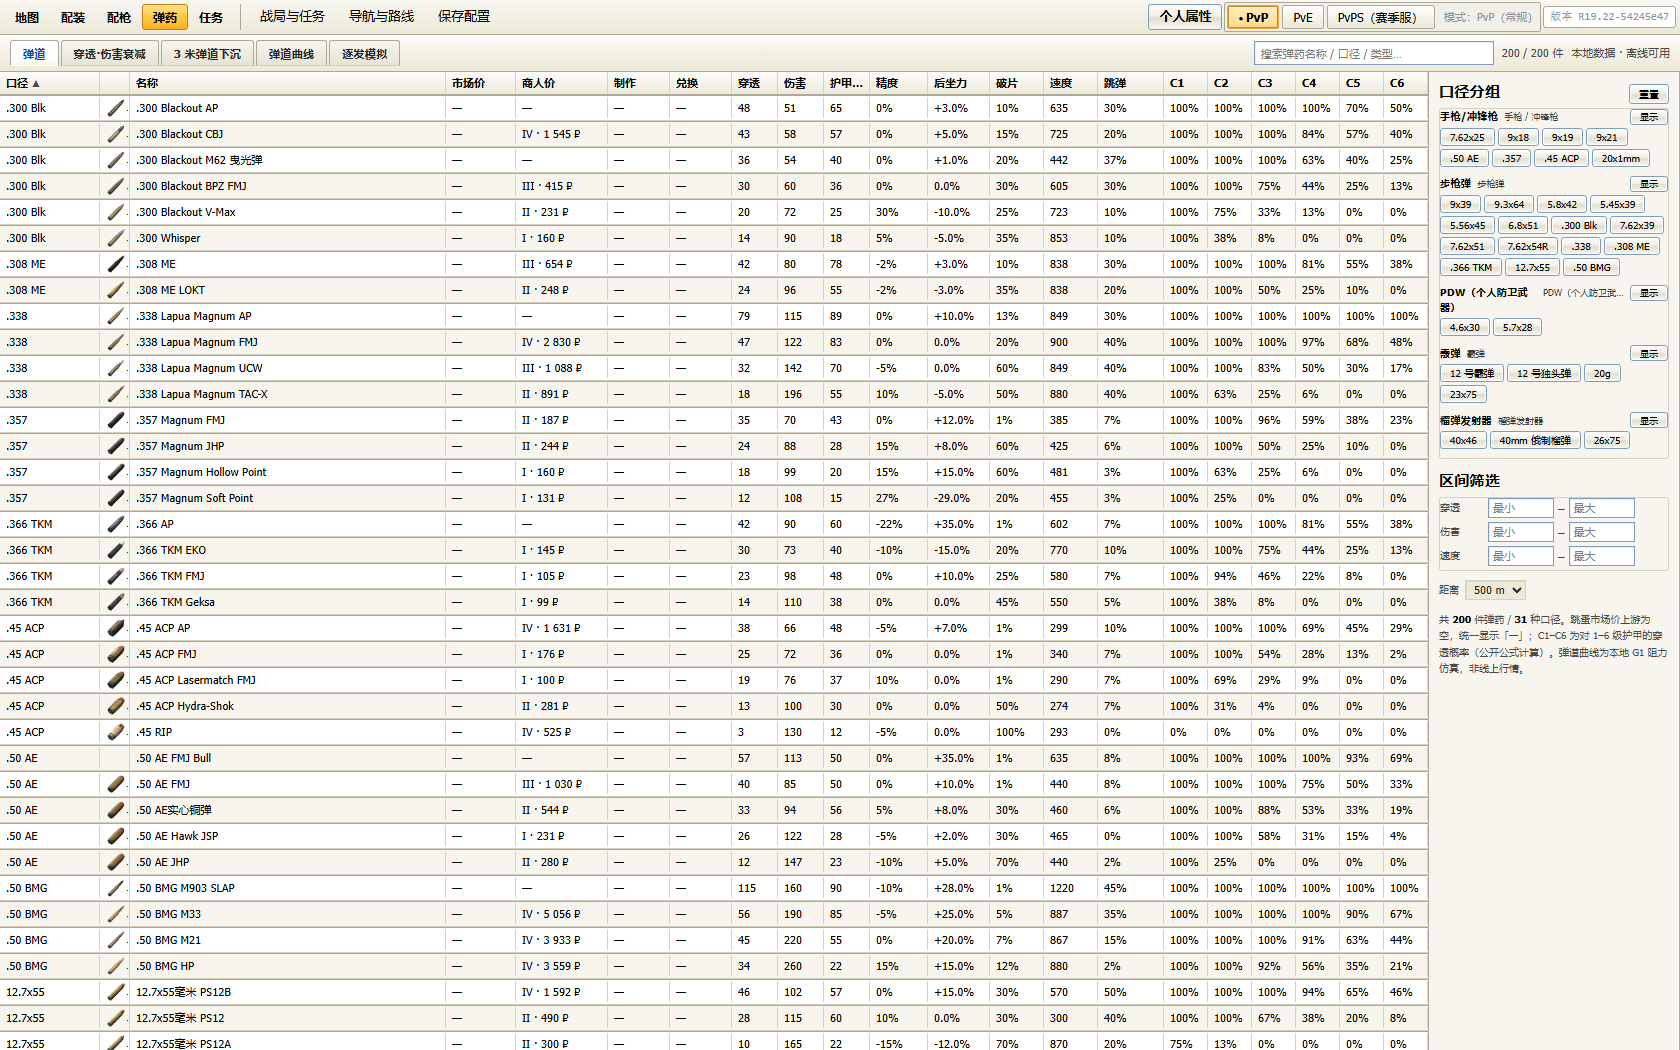 地图 配装 配枪 弹药 任务 战局与任务 导航与路线 保存配置 个人属性 • PvP PvE PvPS（赛季服） 模式：PvP（常规） 版本 R19.22-54245e47
弹道 穿透·伤害衰减 3 米弹道下沉 弹道曲线 逐发模拟 搜索弹药名称 / 口径 / 类型... 200 / 200 件 本地数据 · 离线可用
口径 ▲ 名称 市场价 商人价 制作 兑换 穿透 伤害 护甲... 精度 后坐力 破片 速度 跳弹 C1 C2 C3 C4 C5 C6
.300 Blk .300 Blackout AP — — — — 48 51 65 0% +3.0% 10% 635 30% 100% 100% 100% 100% 70% 50%
.300 Blk .300 Blackout CBJ — IV · 1 545 ₽ — — 43 58 57 0% +5.0% 15% 725 20% 100% 100% 100% 84% 57% 40%
.300 Blk .300 Blackout M62 曳光弹 — — — — 36 54 40 0% +1.0% 20% 442 37% 100% 100% 100% 63% 40% 25%
.300 Blk .300 Blackout BPZ FMJ — III · 415 ₽ — — 30 60 36 0% 0.0% 30% 605 30% 100% 100% 75% 44% 25% 13%
.300 Blk .300 Blackout V-Max — II · 231 ₽ — — 20 72 25 30% -10.0% 25% 723 10% 100% 75% 33% 13% 0% 0%
.300 Blk .300 Whisper — I · 160 ₽ — — 14 90 18 5% -5.0% 35% 853 10% 100% 38% 8% 0% 0% 0%
.308 ME .308 ME — III · 654 ₽ — — 42 80 78 -2% +3.0% 10% 838 30% 100% 100% 100% 81% 55% 38%
.308 ME .308 ME LOKT — II · 248 ₽ — — 24 96 55 -2% -3.0% 35% 838 20% 100% 100% 50% 25% 10% 0%
.338 .338 Lapua Magnum AP — — — — 79 115 89 0% +10.0% 13% 849 30% 100% 100% 100% 100% 100% 100%
.338 .338 Lapua Magnum FMJ — IV · 2 830 ₽ — — 47 122 83 0% 0.0% 20% 900 40% 100% 100% 100% 97% 68% 48%
.338 .338 Lapua Magnum UCW — III · 1 088 ₽ — — 32 142 70 -5% 0.0% 60% 849 40% 100% 100% 83% 50% 30% 17%
.338 .338 Lapua Magnum TAC-X — II · 891 ₽ — — 18 196 55 10% -5.0% 50% 880 40% 100% 63% 25% 6% 0% 0%
.357 .357 Magnum FMJ — II · 187 ₽ — — 35 70 43 0% +12.0% 1% 385 7% 100% 100% 96% 59% 38% 23%
.357 .357 Magnum JHP — II · 244 ₽ — — 24 88 28 15% +8.0% 60% 425 6% 100% 100% 50% 25% 10% 0%
.357 .357 Magnum Hollow Point — I · 160 ₽ — — 18 99 20 15% +15.0% 60% 481 3% 100% 63% 25% 6% 0% 0%
.357 .357 Magnum Soft Point — I · 131 ₽ — — 12 108 15 27% -29.0% 20% 455 3% 100% 25% 0% 0% 0% 0%
.366 TKM .366 AP — — — — 42 90 60 -22% +35.0% 1% 602 7% 100% 100% 100% 81% 55% 38%
.366 TKM .366 TKM EKO — I · 145 ₽ — — 30 73 40 -10% -15.0% 20% 770 10% 100% 100% 75% 44% 25% 13%
.366 TKM .366 TKM FMJ — I · 105 ₽ — — 23 98 48 0% +10.0% 25% 580 7% 100% 94% 46% 22% 8% 0%
.366 TKM .366 TKM Geksa — I · 99 ₽ — — 14 110 38 0% 0.0% 45% 550 5% 100% 38% 8% 0% 0% 0%
.45 ACP .45 ACP AP — IV · 1 631 ₽ — — 38 66 48 -5% +7.0% 1% 299 10% 100% 100% 100% 69% 45% 29%
.45 ACP .45 ACP FMJ — I · 176 ₽ — — 25 72 36 0% 0.0% 1% 340 7% 100% 100% 54% 28% 13% 2%
.45 ACP .45 ACP Lasermatch FMJ — I · 100 ₽ — — 19 76 37 10% 0.0% 1% 290 7% 100% 69% 29% 9% 0% 0%
.45 ACP .45 ACP Hydra-Shok — II · 281 ₽ — — 13 100 30 0% 0.0% 50% 274 7% 100% 31% 4% 0% 0% 0%
.45 ACP .45 RIP — IV · 525 ₽ — — 3 130 12 -5% 0.0% 100% 293 0% 0% 0% 0% 0% 0% 0%
.50 AE .50 AE FMJ Bull — — — — 57 113 50 0% +35.0% 1% 635 8% 100% 100% 100% 100% 93% 69%
.50 AE .50 AE FMJ — III · 1 030 ₽ — — 40 85 50 0% +10.0% 1% 440 8% 100% 100% 100% 75% 50% 33%
.50 AE .50 AE实心铜弹 — II · 544 ₽ — — 33 94 56 5% +8.0% 30% 460 6% 100% 100% 88% 53% 33% 19%
.50 AE .50 AE Hawk JSP — I · 231 ₽ — — 26 122 28 -5% +2.0% 30% 465 0% 100% 100% 58% 31% 15% 4%
.50 AE .50 AE JHP — II · 280 ₽ — — 12 147 23 -10% +5.0% 70% 440 2% 100% 25% 0% 0% 0% 0%
.50 BMG .50 BMG M903 SLAP — — — — 115 160 90 -10% +28.0% 1% 1220 45% 100% 100% 100% 100% 100% 100%
.50 BMG .50 BMG M33 — IV · 5 056 ₽ — — 56 190 85 -5% +25.0% 5% 887 35% 100% 100% 100% 100% 90% 67%
.50 BMG .50 BMG M21 — IV · 3 933 ₽ — — 45 220 55 0% +20.0% 7% 867 15% 100% 100% 100% 91% 63% 44%
.50 BMG .50 BMG HP — IV · 3 559 ₽ — — 34 260 22 15% +15.0% 12% 880 2% 100% 100% 92% 56% 35% 21%
12.7x55 12.7x55毫米 PS12B — IV · 1 592 ₽ — — 46 102 57 0% +15.0% 30% 570 50% 100% 100% 100% 94% 65% 46%
12.7x55 12.7x55毫米 PS12 — II · 490 ₽ — — 28 115 60 10% 0.0% 30% 300 40% 100% 100% 67% 38% 20% 8%
12.7x55 12.7x55毫米 PS12A — II · 300 ₽ — — 10 165 22 -15% -12.0% 70% 870 20% 75% 13% 0% 0% 0% 0%
口径分组 重置
手枪/冲锋枪 手枪 / 冲锋枪 显示
7.62x25 9x18 9x19 9x21
.50 AE .357 .45 ACP 20x1mm
步枪弹 步枪弹 显示
9x39 9.3x64 5.8x42 5.45x39
5.56x45 6.8x51 .300 Blk 7.62x39
7.62x51 7.62x54R .338 .308 ME
.366 TKM 12.7x55 .50 BMG
PDW（个人防卫武器） PDW（个人防卫武... 显示
4.6x30 5.7x28
霰弹 霰弹 显示
12 号霰弹 12 号独头弹 20g
23x75
榴弹发射器 榴弹发射器 显示
40x46 40mm 俄制榴弹 26x75
区间筛选
穿透 最小 – 最大
伤害 最小 – 最大
速度 最小 – 最大
距离 500 m
共 200 件弹药 / 31 种口径。跳蚤市场价上游为
空，统一显示「—」；C1–C6 为对 1–6 级护甲的穿
透概率（公开公式计算）。弹道曲线为本地 G1 阻力
仿真，非线上行情。